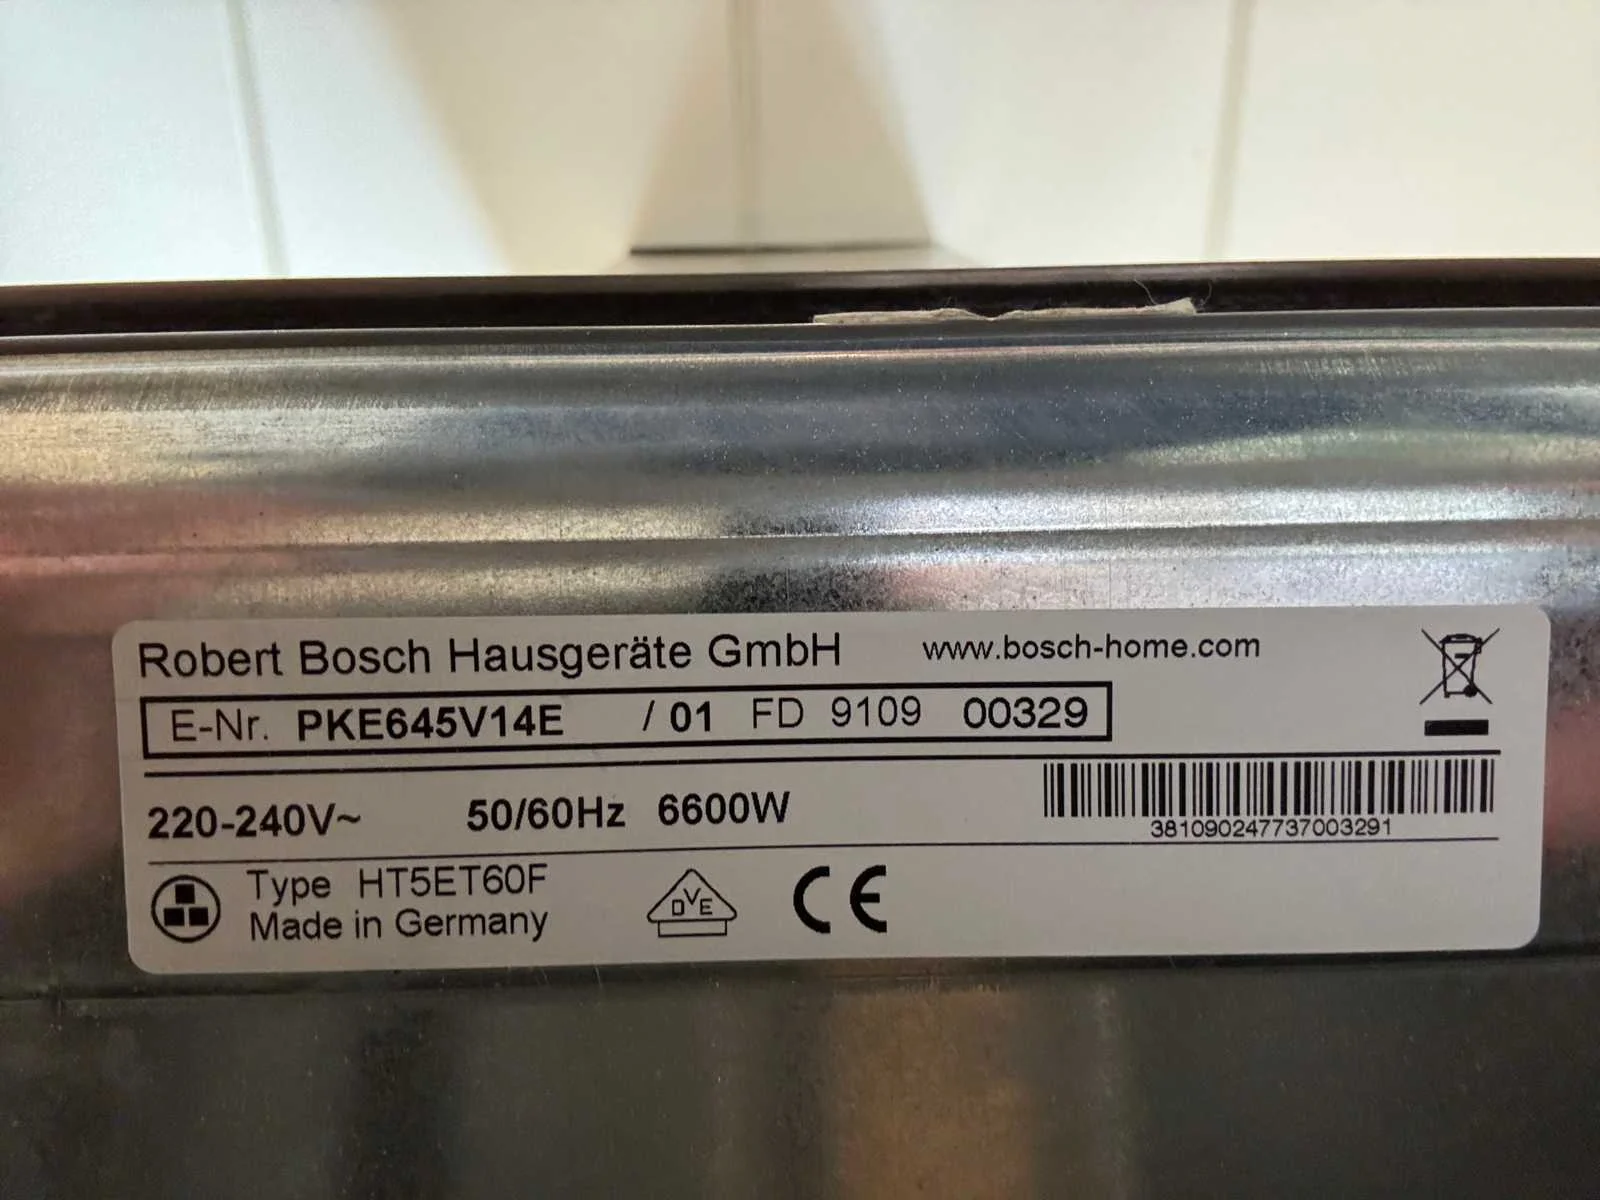 Robert Bosch Hausgeräte GmbH www.bosch-home.com
E-Nr. PKE645V14E / 01 FD 9109 00329
220-240V~ 50/60Hz 6600W
381090247737003291
Type HT5ET60F
Made in Germany
DVE
CE